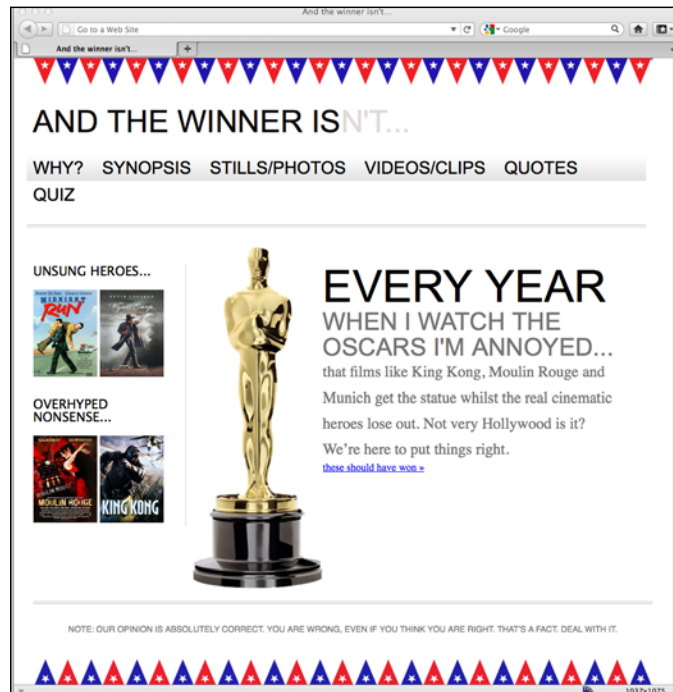 And the winner isn't...
Go to a Web Site
Google
And the winner isn't...
AND THE WINNER ISN'T...
WHY? SYNOPSIS STILLS/PHOTOS VIDEOS/CLIPS QUOTES
QUIZ
UNSUNG HEROES...
MIDNIGHT
RUN
OVERHYPED
NONSENSE...
MOULIN ROUGE
KING KONG
EVERY YEAR
WHEN I WATCH THE
OSCARS I'M ANNOYED...
that films like King Kong, Moulin Rouge and
Munich get the statue whilst the real cinematic
heroes lose out. Not very Hollywood is it?
We're here to put things right.
these should have won »
NOTE: OUR OPINION IS ABSOLUTELY CORRECT. YOU ARE WRONG, EVEN IF YOU THINK YOU ARE RIGHT. THAT'S A FACT. DEAL WITH IT.
1037×1075